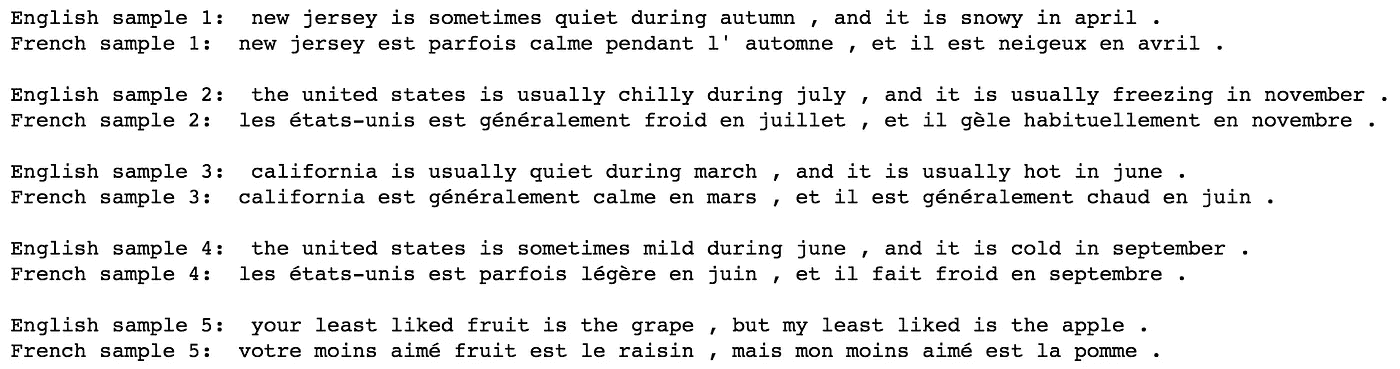 English sample 1:  new jersey is sometimes quiet during autumn , and it is snowy in april .
French sample 1:  new jersey est parfois calme pendant l' automne , et il est neigeux en avril .
English sample 2:  the united states is usually chilly during july , and it is usually freezing in november .
French sample 2:  les états-unis est généralement froid en juillet , et il gèle habituellement en novembre .
English sample 3:  california is usually quiet during march , and it is usually hot in june .
French sample 3:  california est généralement calme en mars , et il est généralement chaud en juin .
English sample 4:  the united states is sometimes mild during june , and it is cold in september .
French sample 4:  les états-unis est parfois légère en juin , et il fait froid en septembre .
English sample 5:  your least liked fruit is the grape , but my least liked is the apple .
French sample 5:  votre moins aimé fruit est le raisin , mais mon moins aimé est la pomme .